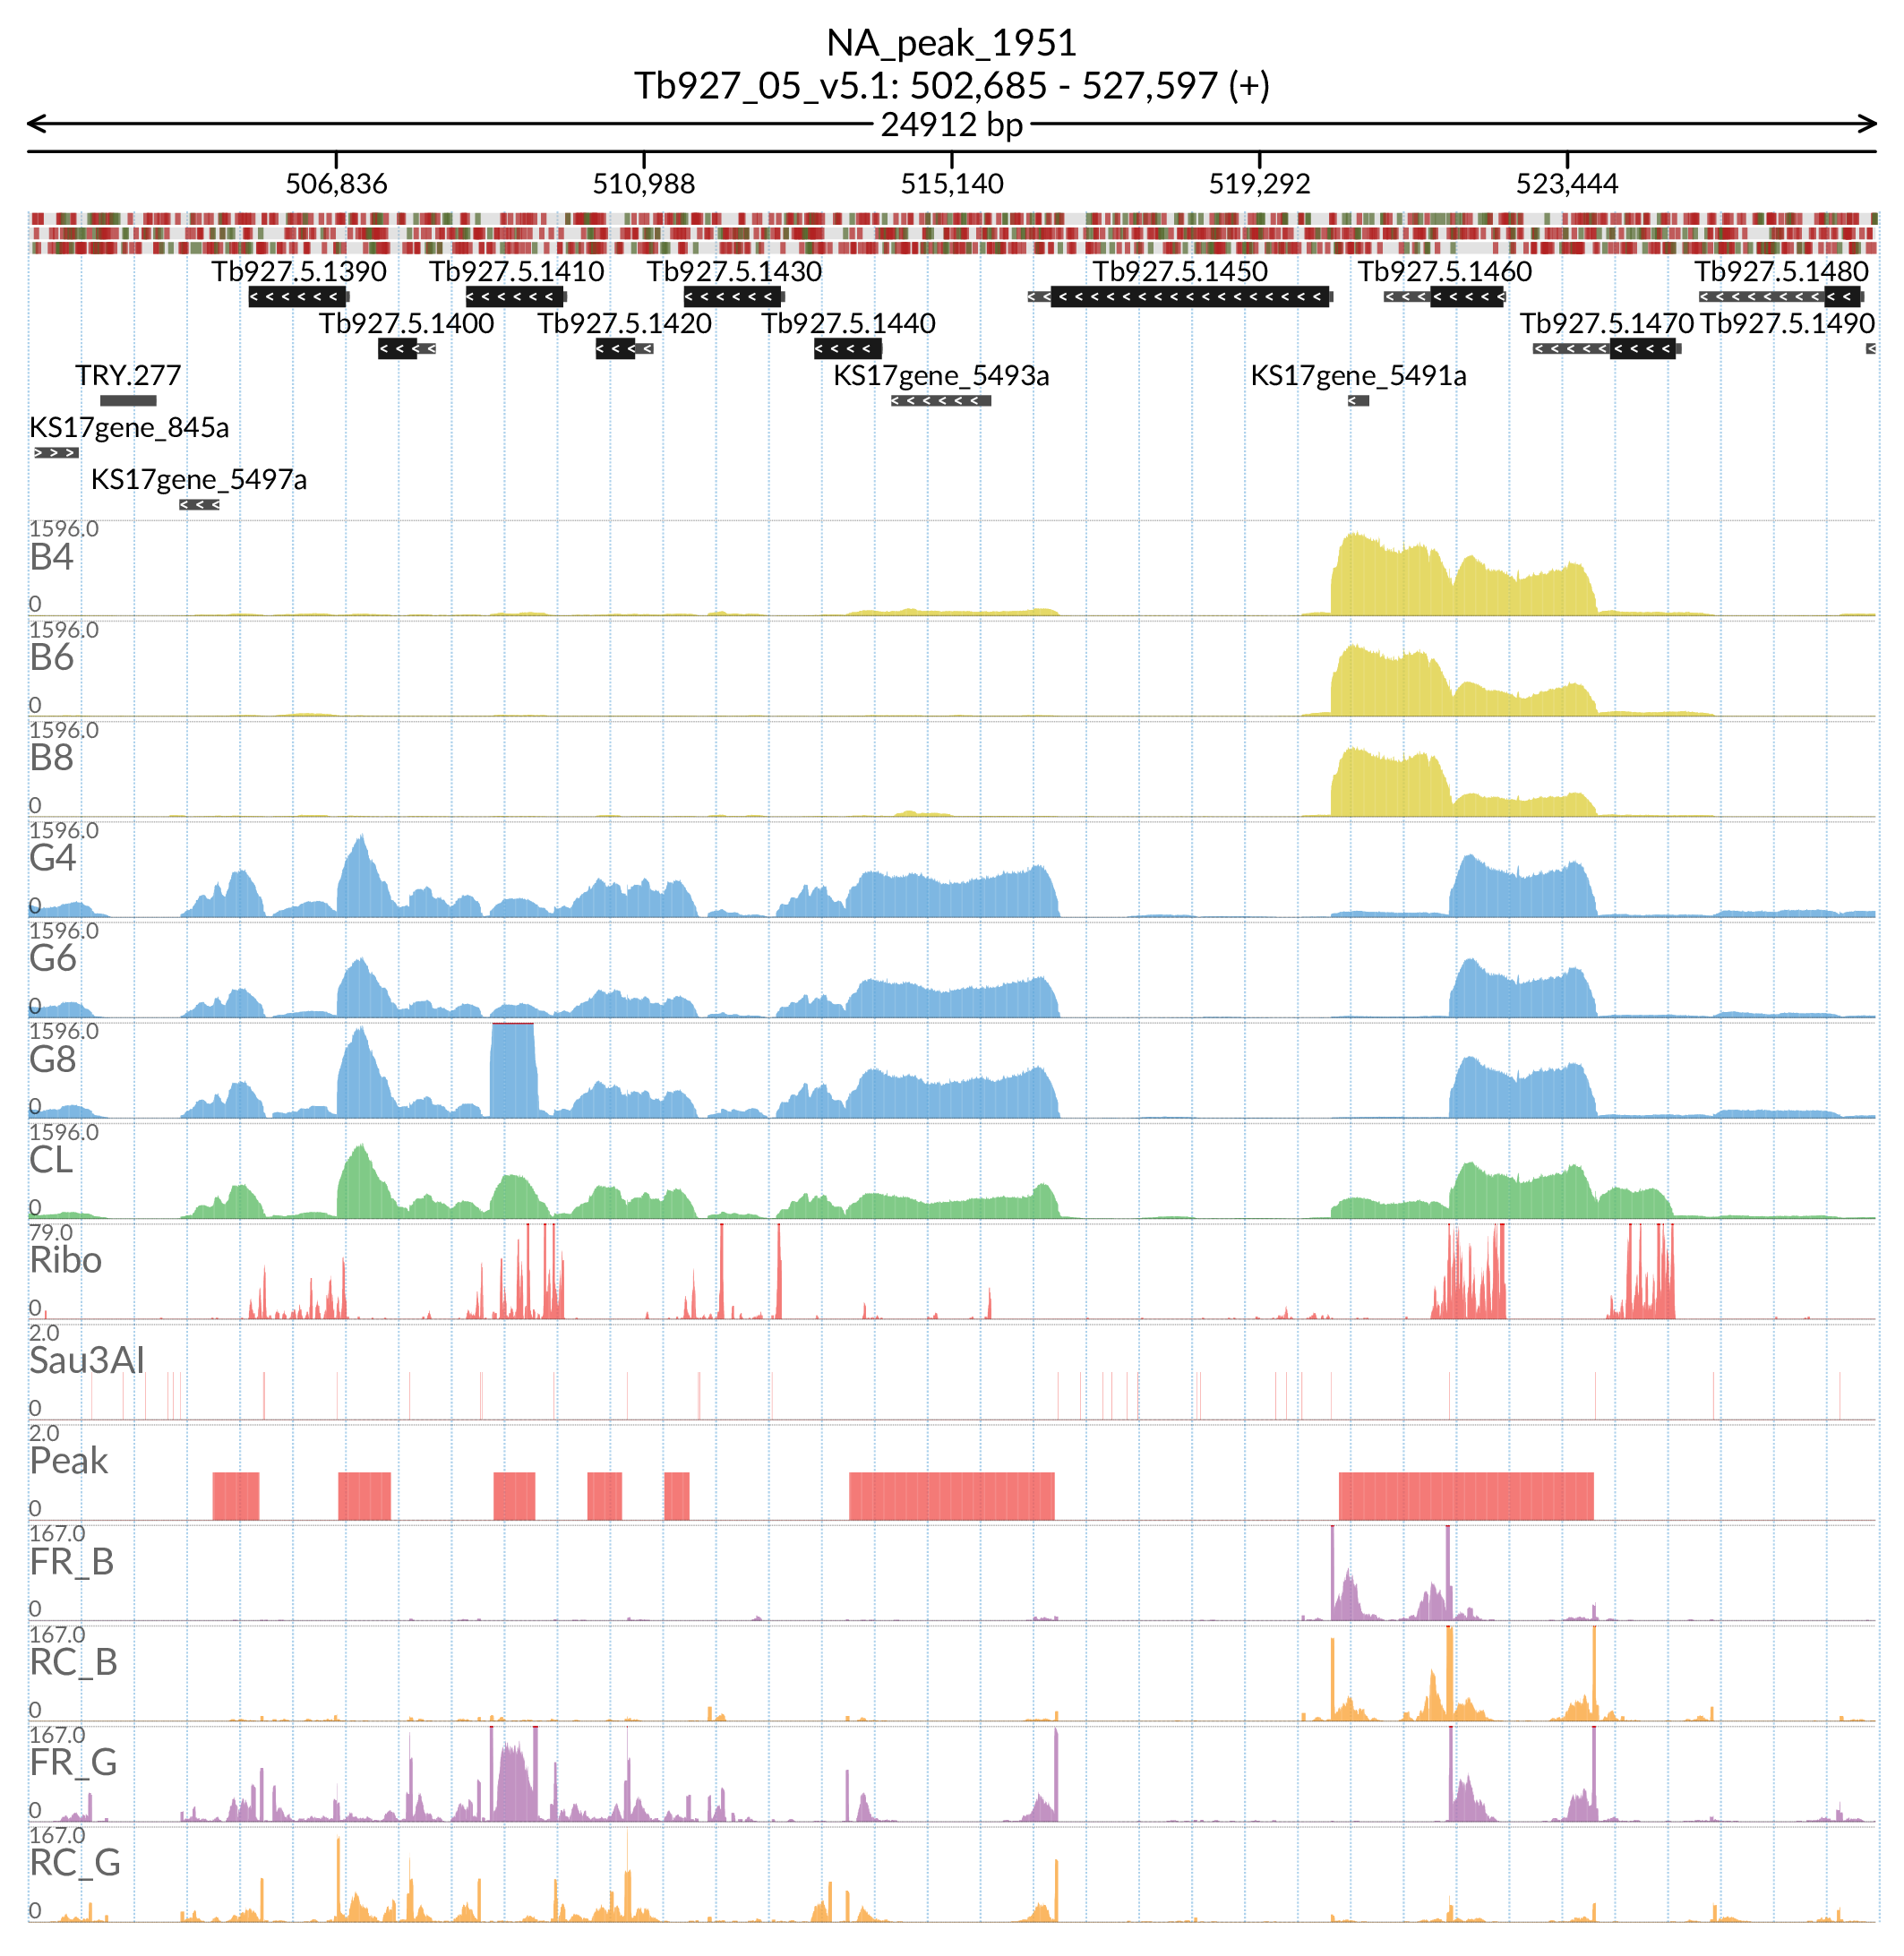 NA_peak_1951
Tb927_05_v5.1: 502,685 - 527,597 (+)
24912 bp
506,836 510,988 515,140 519,292 523,444
Tb927.5.1390 Tb927.5.1410 Tb927.5.1430 Tb927.5.1450 Tb927.5.1460 Tb927.5.1480
Tb927.5.1400 Tb927.5.1420 Tb927.5.1440 Tb927.5.1470 Tb927.5.1490
TRY.277 KS17gene_5493a KS17gene_5491a
KS17gene_845a
KS17gene_5497a
1596.0
B4
0
1596.0
B6
0
1596.0
B8
0
1596.0
G4
0
1596.0
G6
0
1596.0
G8
0
1596.0
CL
0
79.0
Ribo
0
2.0
Sau3AI
0
2.0
Peak
0
167.0
FR_B
0
167.0
RC_B
0
167.0
FR_G
0
167.0
RC_G
0